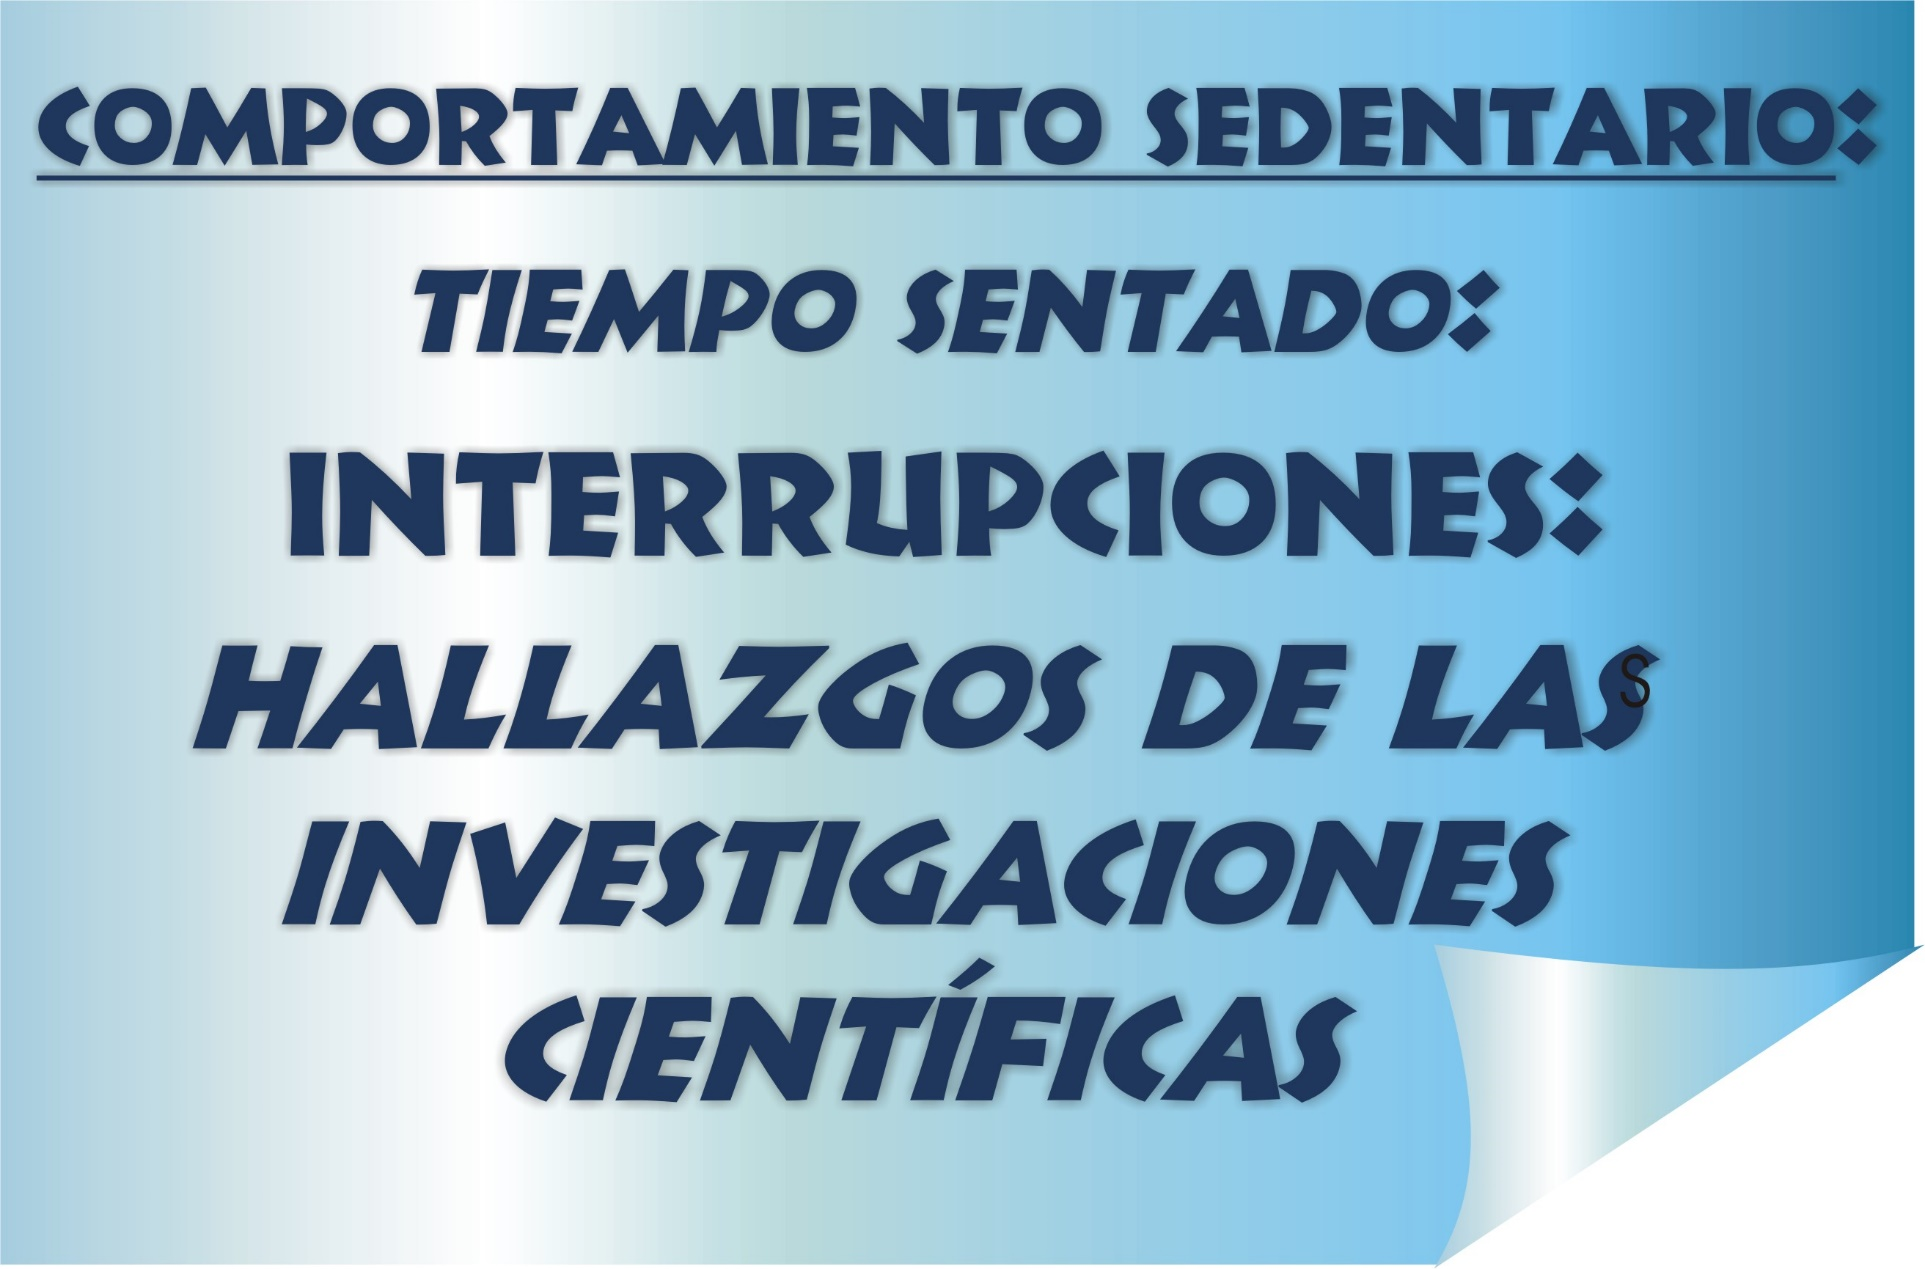 COMPORTAMIENTO SEDENTARIO:
TIEMPO SENTADO:
INTERRUPCIONES:
HALLAZGOS DE LAS
S
INVESTIGACIONES
CIENTÍFICAS